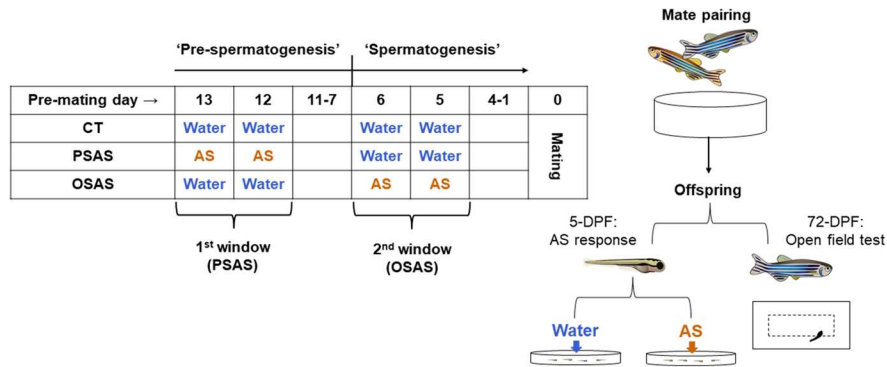 'Pre-spermatogenesis' 'Spermatogenesis'
Pre-mating day → 13 12 11-7 6 5 4-1 0
CT Water Water Water Water
PSAS AS AS Water Water
OSAS Water Water AS AS
Mating
1st window
(PSAS)
2nd window
(OSAS)
Mate pairing
Offspring
5-DPF:
AS response
72-DPF:
Open field test
Water AS